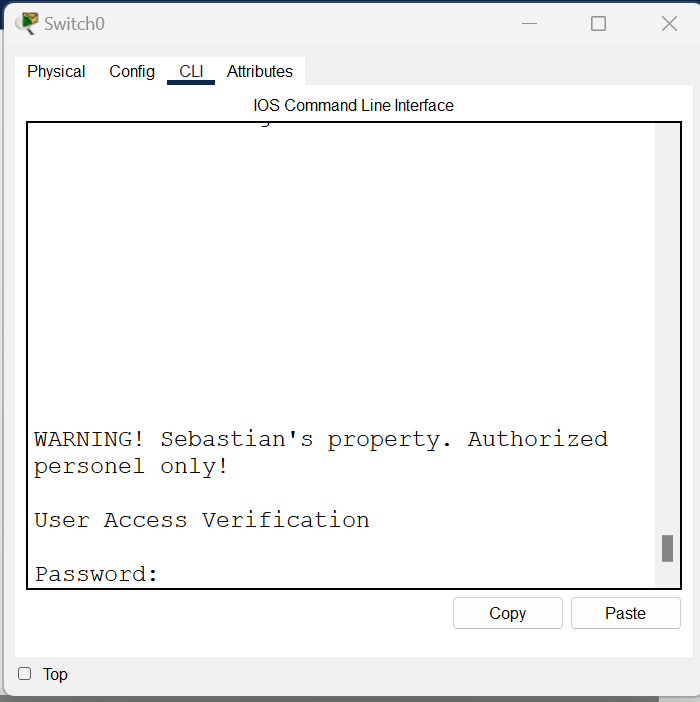 Switch0
Physical Config CLI Attributes
IOS Command Line Interface
WARNING! Sebastian's property. Authorized
personel only!
User Access Verification
Password:
Copy Paste
Top